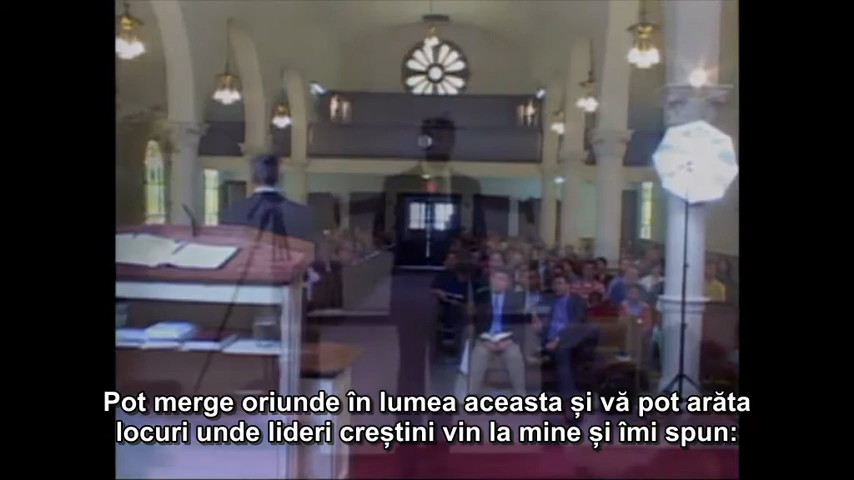 Pot merge oriunde în lumea aceasta și vă pot arăta
locuri unde lideri creștini vin la mine și îmi spun: